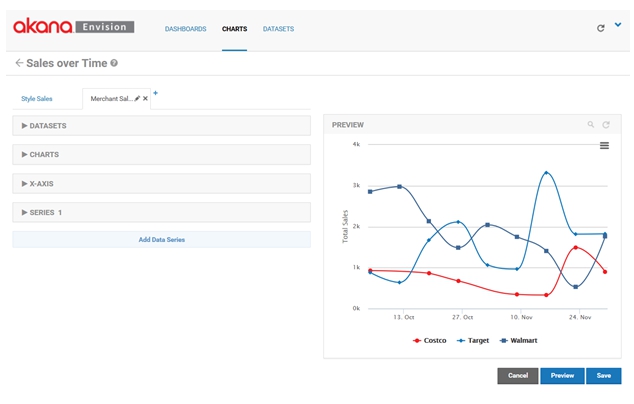 akana Envision
DASHBOARDS CHARTS DATASETS
Sales over Time
Style Sales
Merchant Sal...
DATASETS
CHARTS
X-AXIS
SERIES 1
Add Data Series
PREVIEW
4k
3k
2k
1k
0k
Total Sales
13. Oct 27. Oct 10. Nov 24. Nov
Costco Target Walmart
Cancel Preview Save